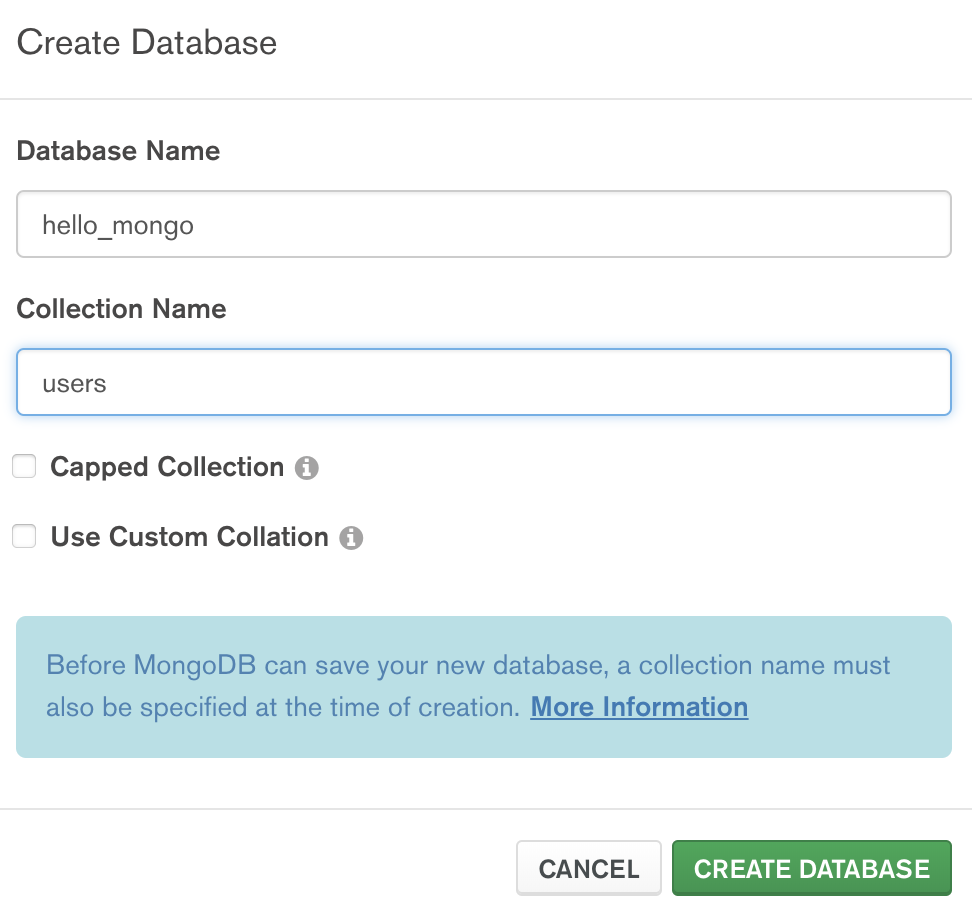 Create Database
Database Name
hello_mongo
Collection Name
users
Capped Collection
Use Custom Collation
Before MongoDB can save your new database, a collection name must
also be specified at the time of creation. More Information
CANCEL
CREATE DATABASE